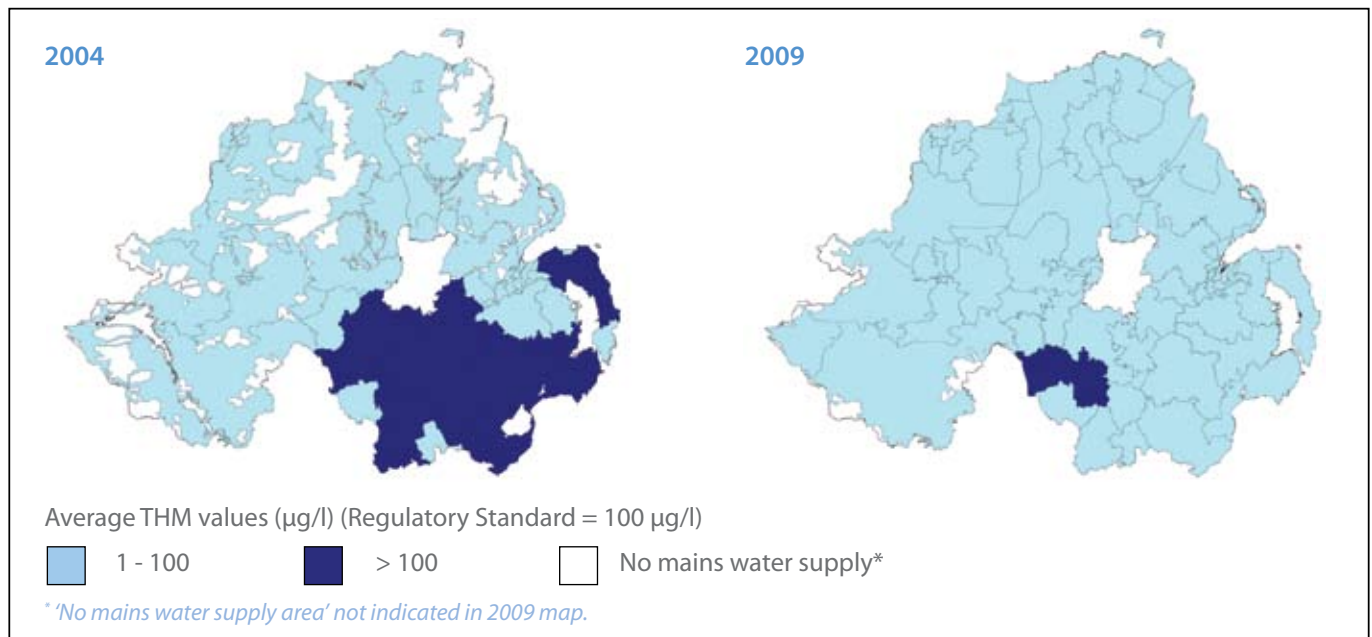 2004
2009
Average THM values (µg/l) (Regulatory Standard = 100 µg/l)
1 - 100
> 100
No mains water supply*
* ‘No mains water supply area’ not indicated in 2009 map.